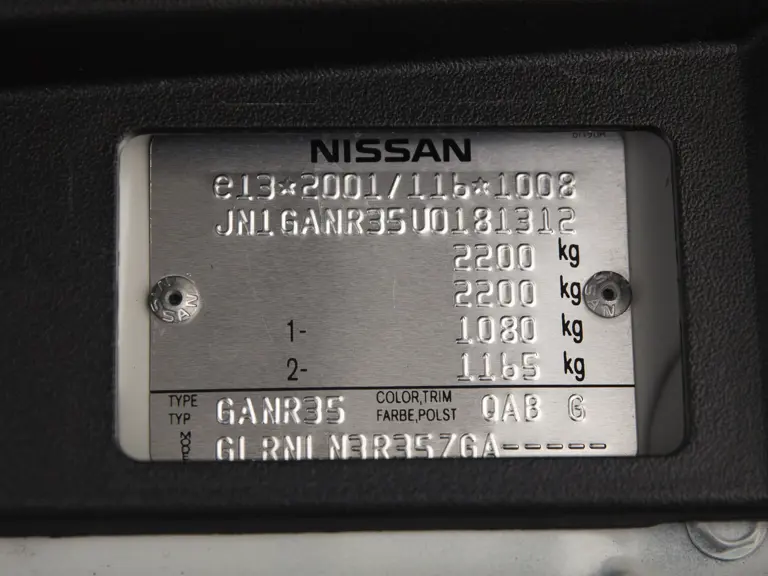 NISSAN
e13*2001/116*1008
JN1GANR35U0181312
2200 kg
2200 kg
1- 1080 kg
2- 1165 kg
TYPE TYP GANR35 COLOR,TRIM FARBE,POLST QAB G
GLRNLN3R35ZGA-----